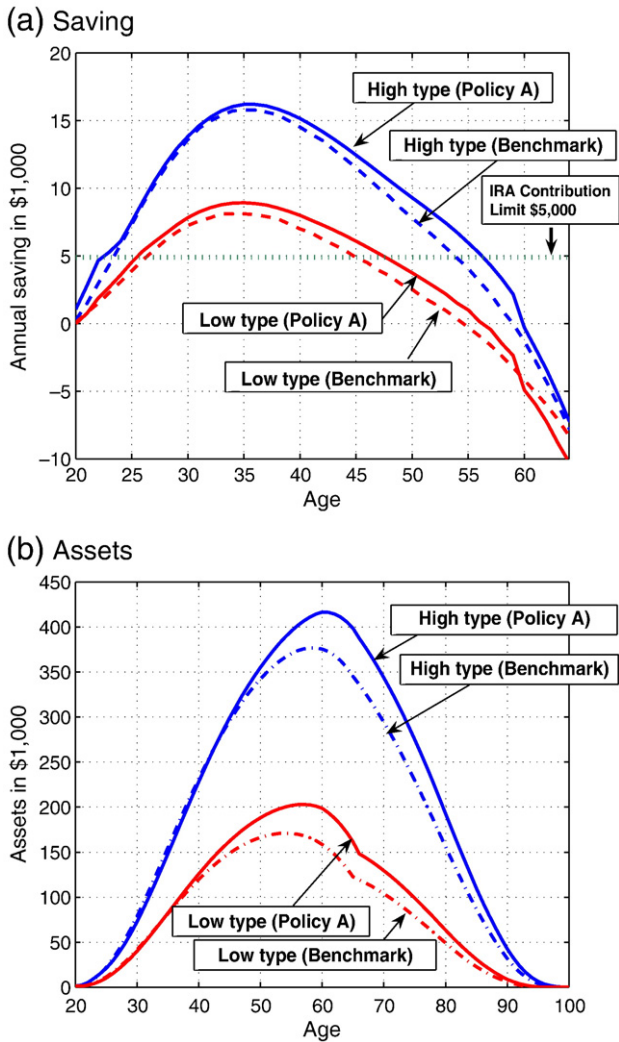 (a) Saving
20
15
10
5
0
−5
−10
Annual saving in $1,000
High type (Policy A)
High type (Benchmark)
IRA Contribution
Limit $5,000
Low type (Policy A)
Low type (Benchmark)
20 25 30 35 40 45 50 55 60
Age
(b) Assets
450
400
350
300
250
200
150
100
50
0
Assets in $1,000
High type (Policy A)
High type (Benchmark)
Low type (Policy A)
Low type (Benchmark)
20 30 40 50 60 70 80 90 100
Age